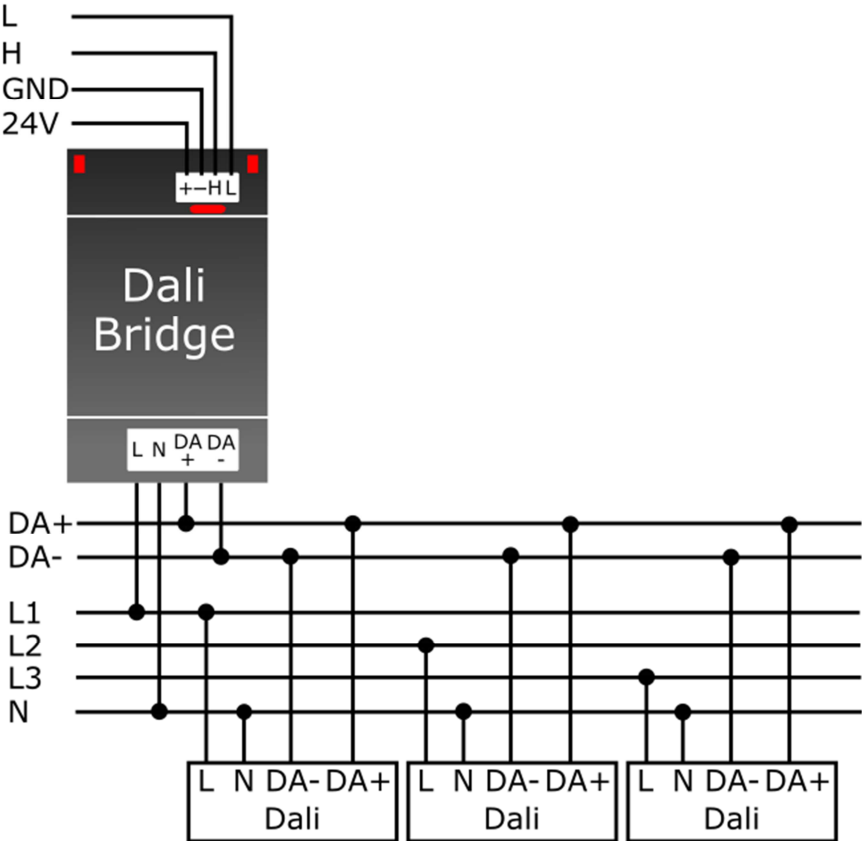 L
H
GND
24V
+−HL
Dali
Bridge
L N DA+ DA-
DA+
DA-
L1
L2
L3
N
L N DA- DA+ L N DA- DA+ L N DA- DA+
Dali Dali Dali